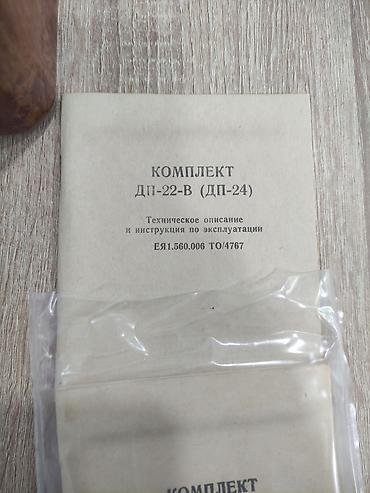 КОМПЛЕКТ
ДП-22-В (ДП-24)
Техническое описание
и инструкция по эксплуатации
ЕЯ1.560.006 ТО/4767
КОМПЛЕКТ